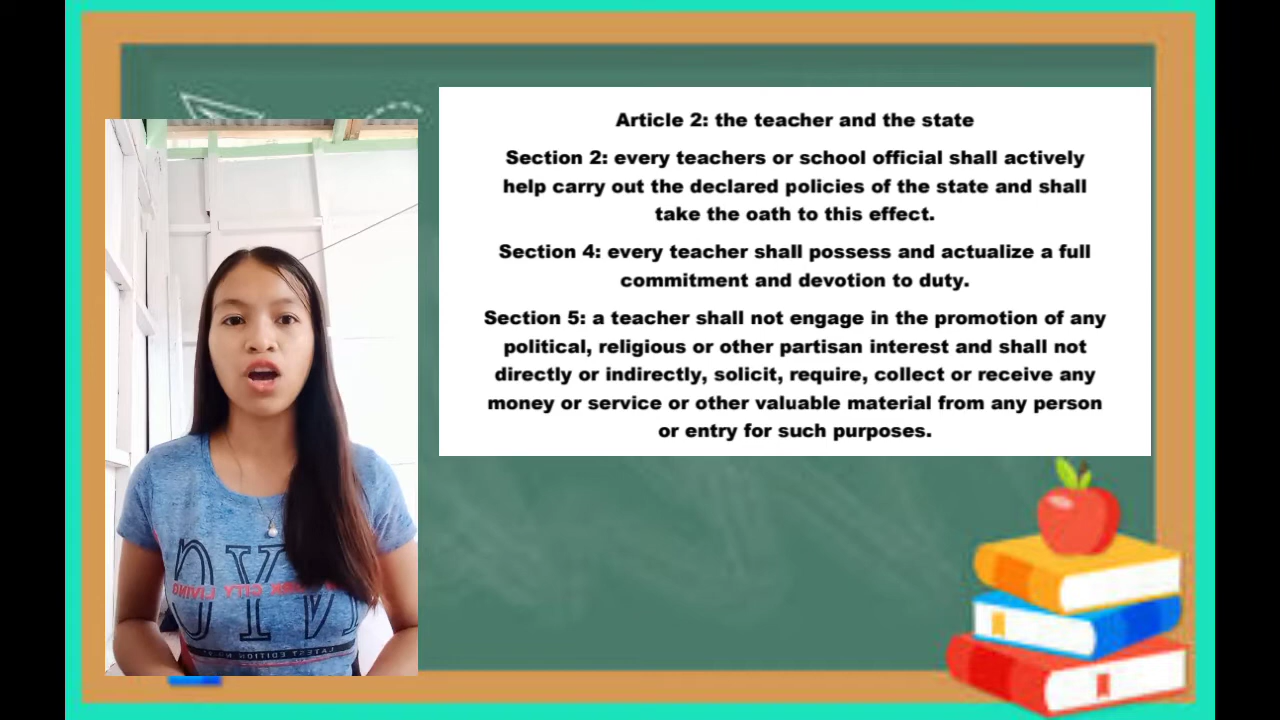 Article 2: the teacher and the state
Section 2: every teachers or school official shall actively
help carry out the declared policies of the state and shall
take the oath to this effect.
Section 4: every teacher shall possess and actualize a full
commitment and devotion to duty.
Section 5: a teacher shall not engage in the promotion of any
political, religious or other partisan interest and shall not
directly or indirectly, solicit, require, collect or receive any
money or service or other valuable material from any person
or entry for such purposes.
NYC
CITY LIVING
LATEST EDITION